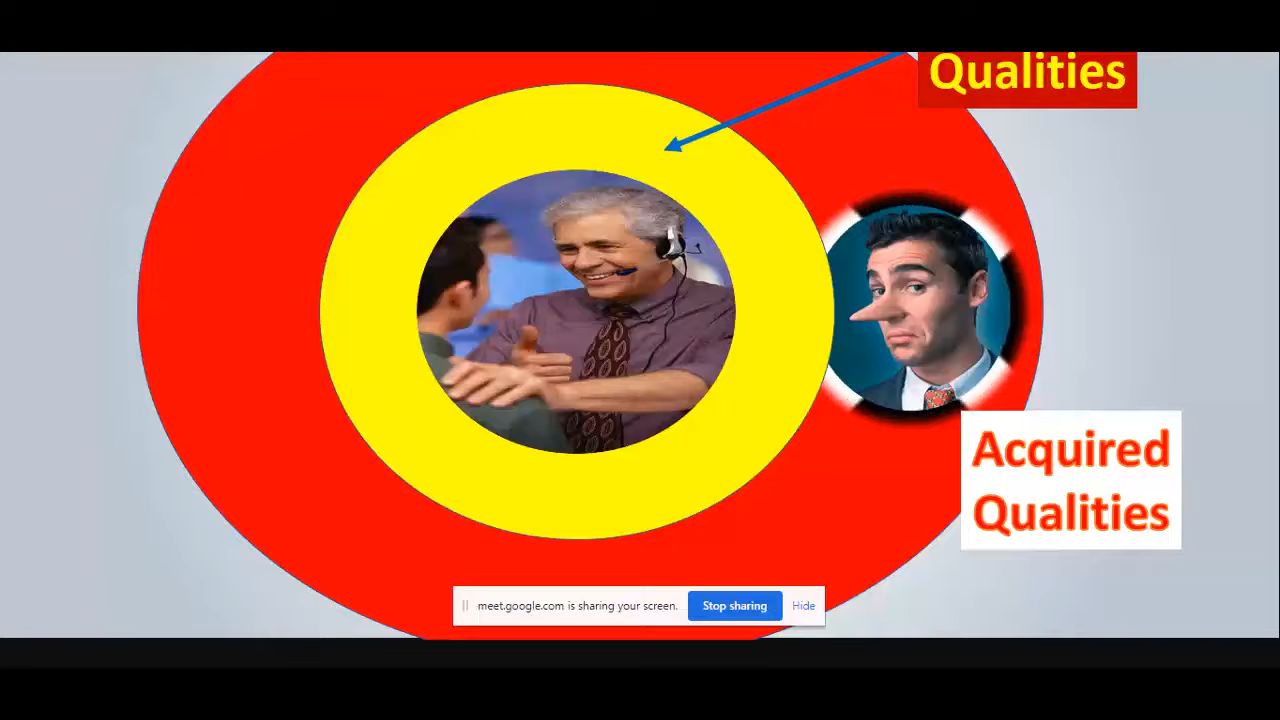 Qualities
Acquired
Qualities
meet.google.com is sharing your screen.
Stop sharing
Hide